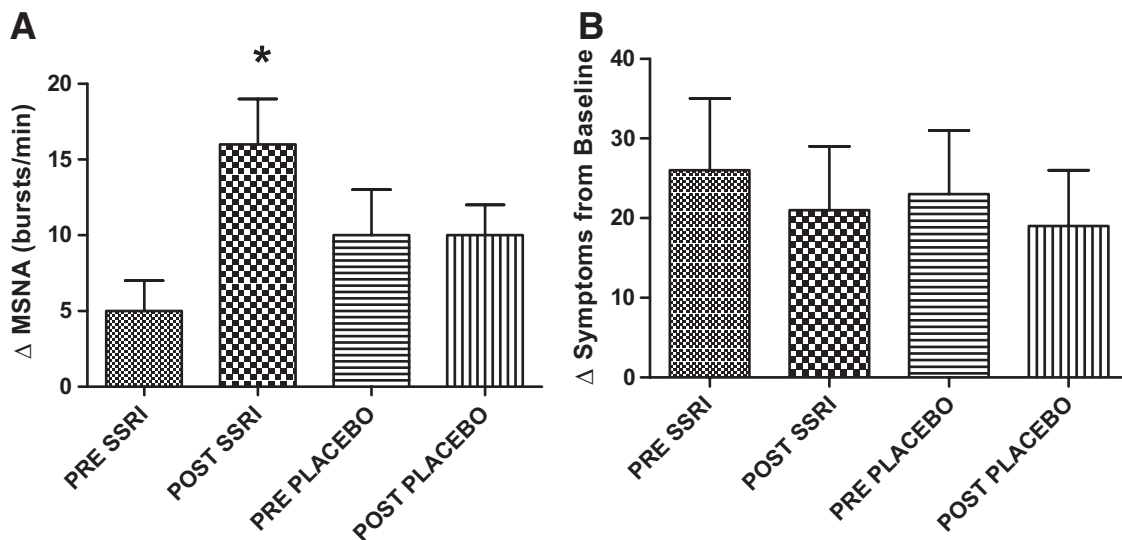 A
*
Δ MSNA (bursts/min)
20
15
10
5
0
PRE SSRI
POST SSRI
PRE PLACEBO
POST PLACEBO
B
Δ Symptoms from Baseline
40
30
20
10
0
PRE SSRI
POST SSRI
PRE PLACEBO
POST PLACEBO